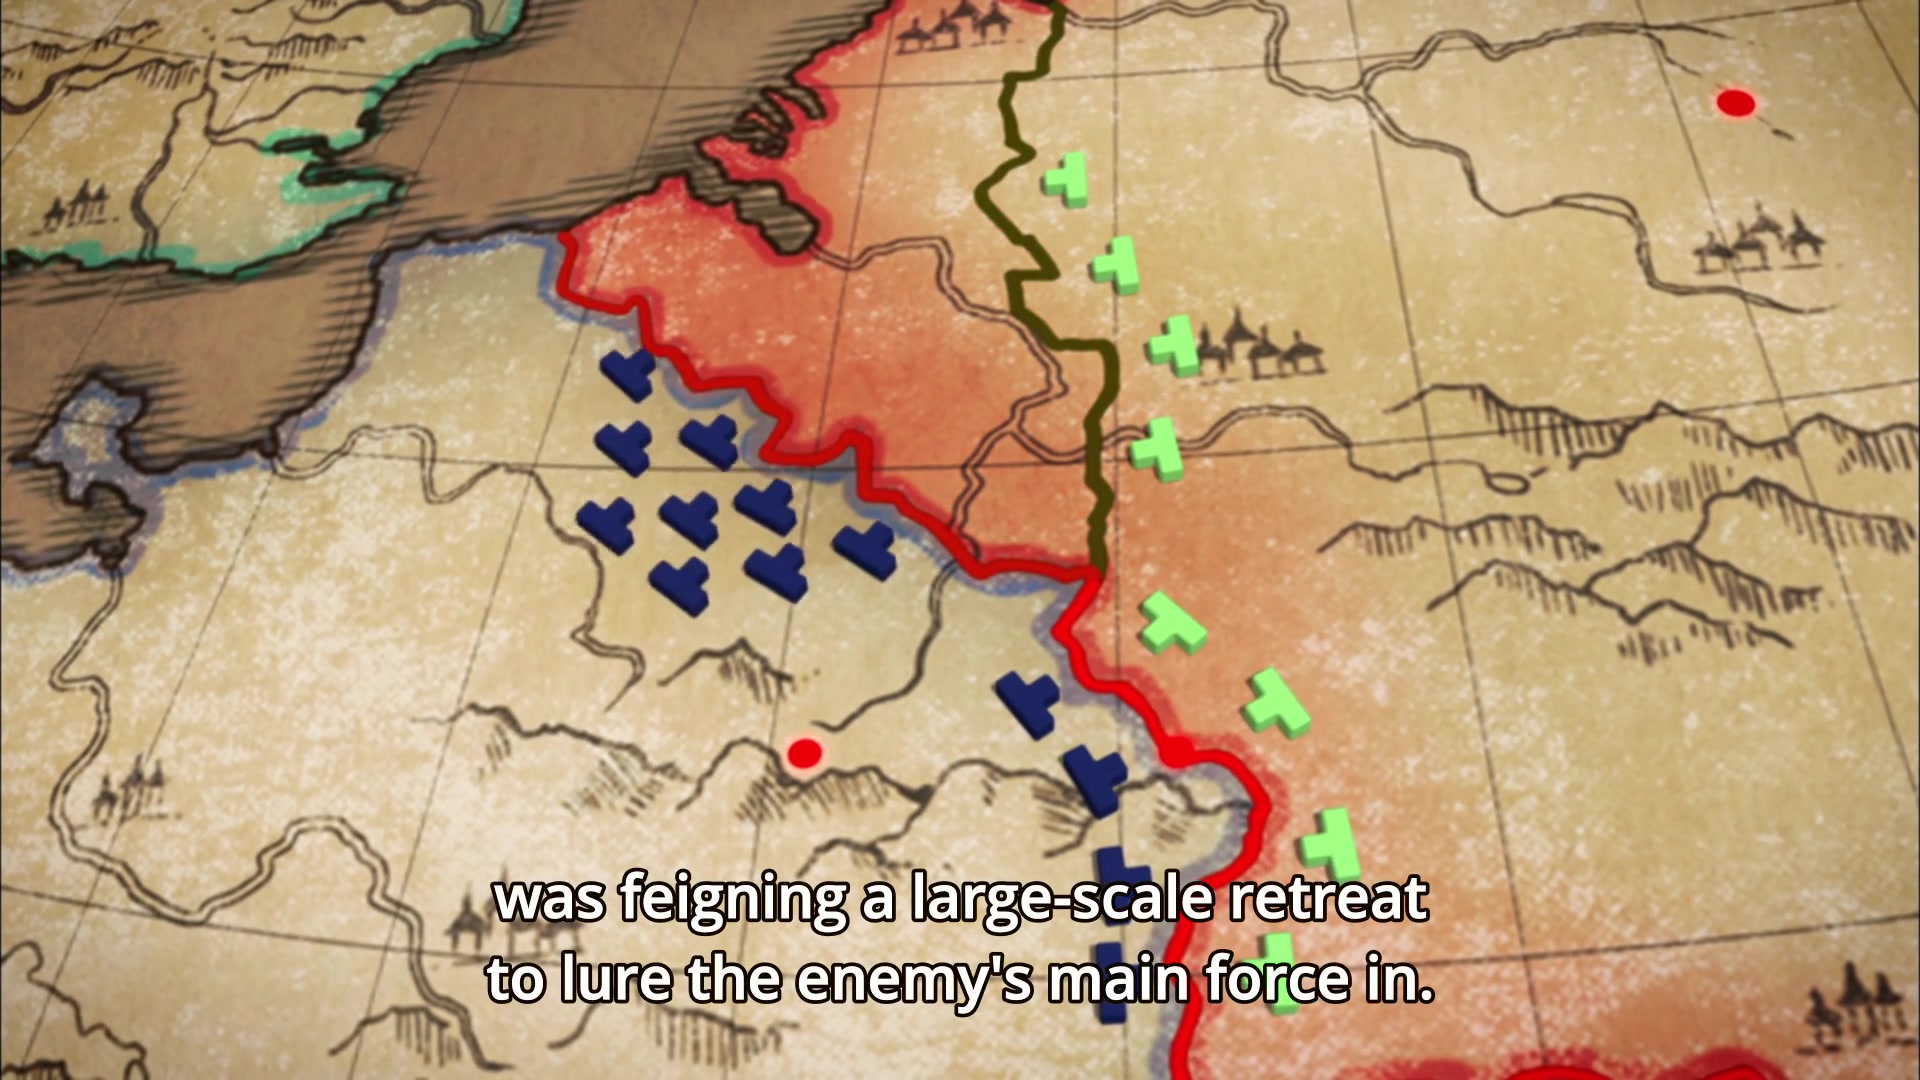 was feigning a large-scale retreat
to lure the enemy's main force in.